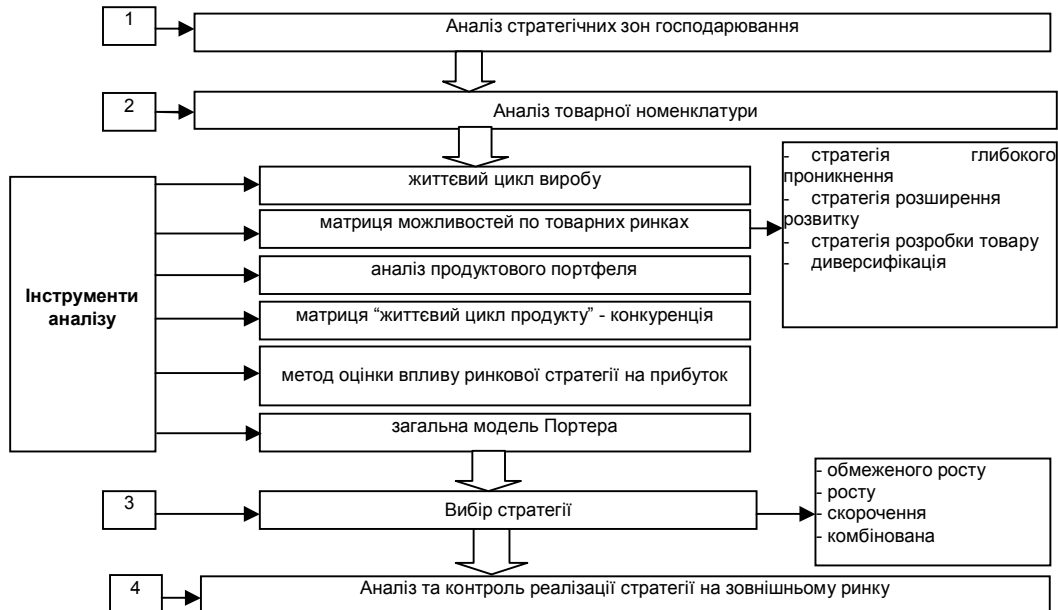 1
Аналіз стратегічних зон господарювання
2
Аналіз товарної номенклатури
- стратегія глибокого
проникнення
- стратегія розширення
розвитку
- стратегія розробки товару
- диверсифікація
Інструменти
аналізу
життєвий цикл виробу
матриця можливостей по товарних ринках
аналіз продуктового портфеля
матриця “життєвий цикл продукту” - конкуренція
метод оцінки впливу ринкової стратегії на прибуток
загальна модель Портера
3
Вибір стратегії
- обмеженого росту
- росту
- скорочення
- комбінована
4
Аналіз та контроль реалізації стратегії на зовнішньому ринку